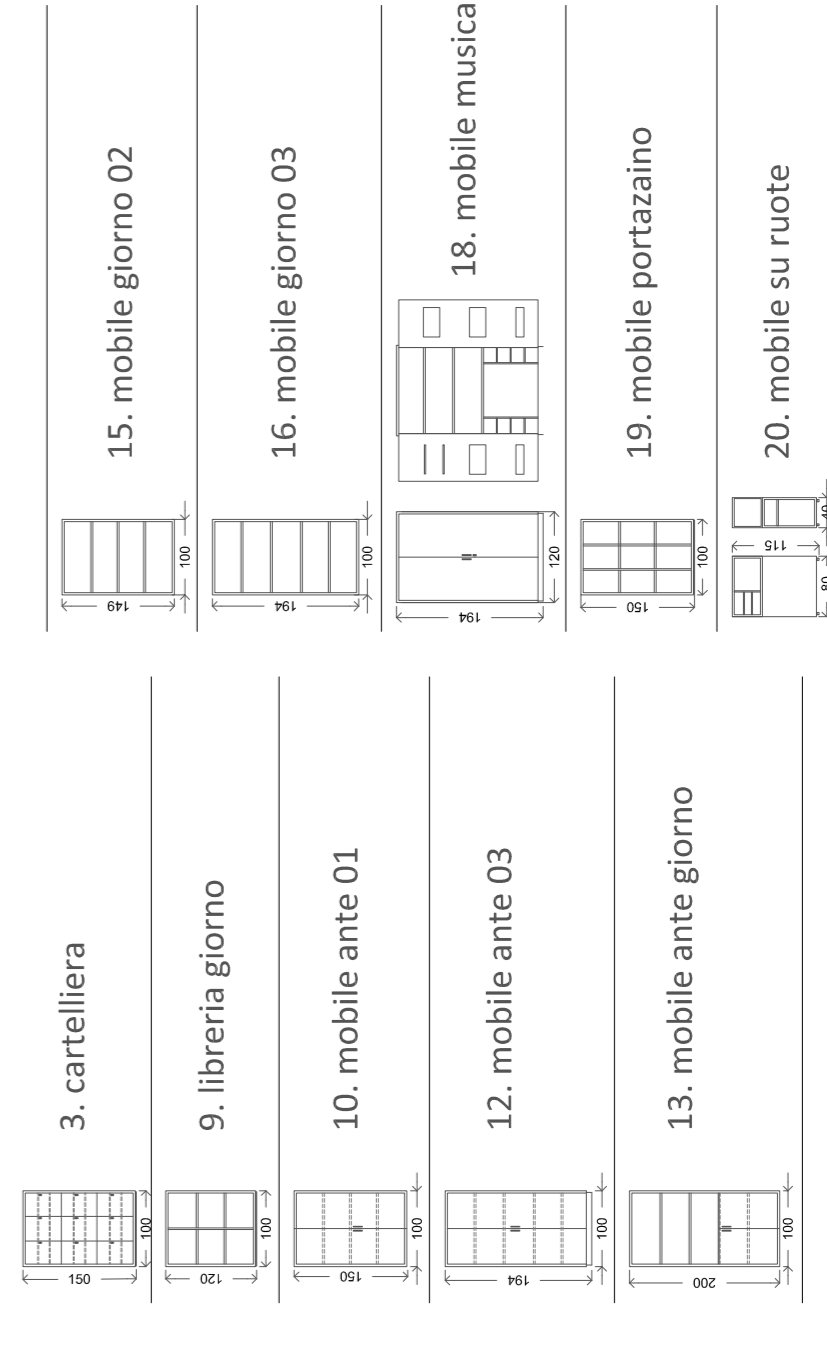 3. cartelliera
150
100
9. libreria giorno
120
100
10. mobile ante 01
150
100
12. mobile ante 03
194
100
13. mobile ante giorno
200
100
15. mobile giorno 02
149
100
16. mobile giorno 03
194
100
18. mobile musica
194
120
19. mobile portazaino
150
100
20. mobile su ruote
115
80
40